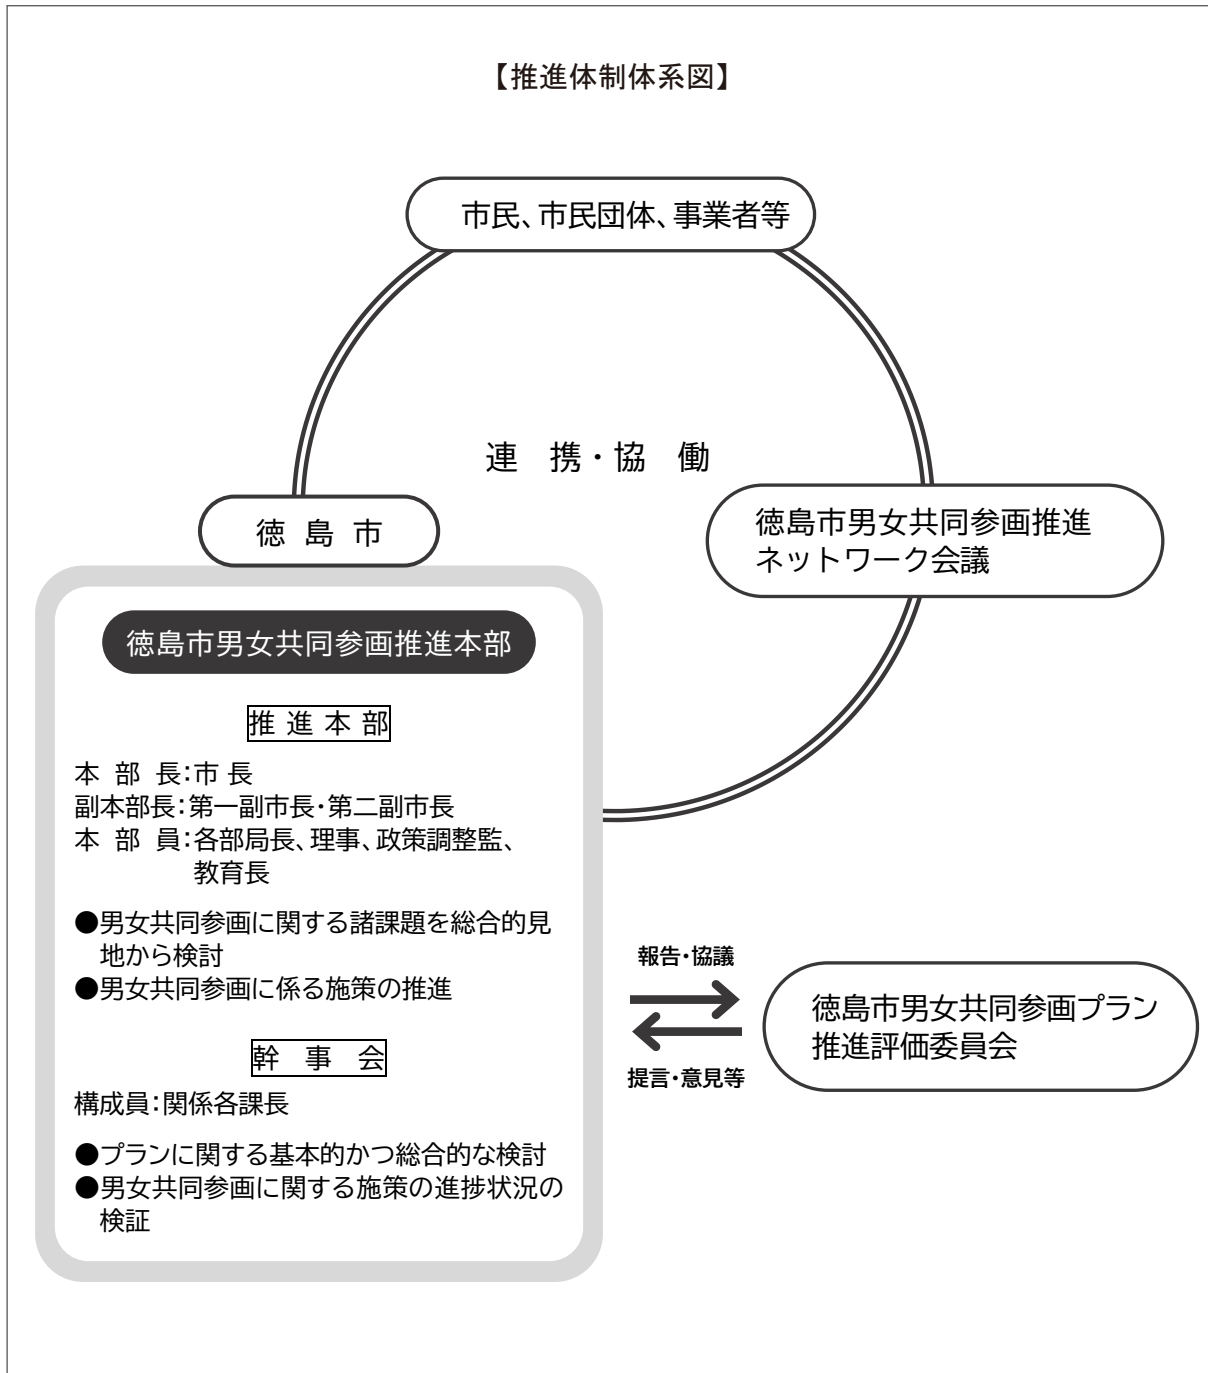 【推進体制体系図】
市民、市民団体、事業者等
連 携・協 働
徳 島 市
徳島市男女共同参画推進
ネットワーク会議
徳島市男女共同参画推進本部
推 進 本 部
本 部 長：市 長
副本部長：第一副市長・第二副市長
本 部 員：各部局長、理事、政策調整監、
教育長
●男女共同参画に関する諸課題を総合的見
地から検討
●男女共同参画に係る施策の推進
幹 事 会
構成員：関係各課長
●プランに関する基本的かつ総合的な検討
●男女共同参画に関する施策の進捗状況の
検証
報告・協議
提言・意見等
徳島市男女共同参画プラン
推進評価委員会